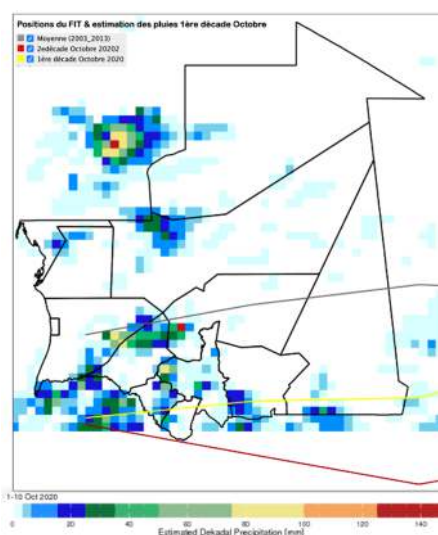 Positions du FIT & estimation des pluies 1ère décade Octobre
Moyenne (2003_2013)
2edécade Octobre 20202
1ère décade Octobre 2020
1-10 Oct 2020
0 20 40 60 80 100 120 140
Estimated Dekadal Precipitation [mm]